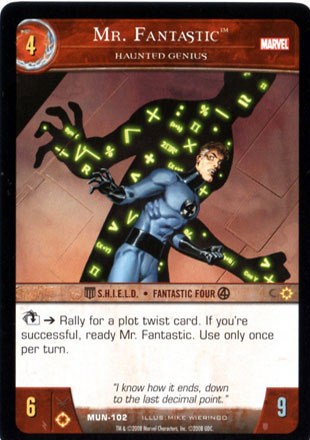 4
MR. FANTASTIC™
HAUNTED GENIUS
MARVEL
S.H.I.E.L.D. • FANTASTIC FOUR 4
C
➔ Rally for a plot twist card. If you're
successful, ready Mr. Fantastic. Use only once
per turn.
"I know how it ends, down
to the last decimal point."
6
MUN-102 ILLUS: MIKE WIERINGO
9
TM & ©2008 Marvel Characters, Inc. ©2008 UDC.